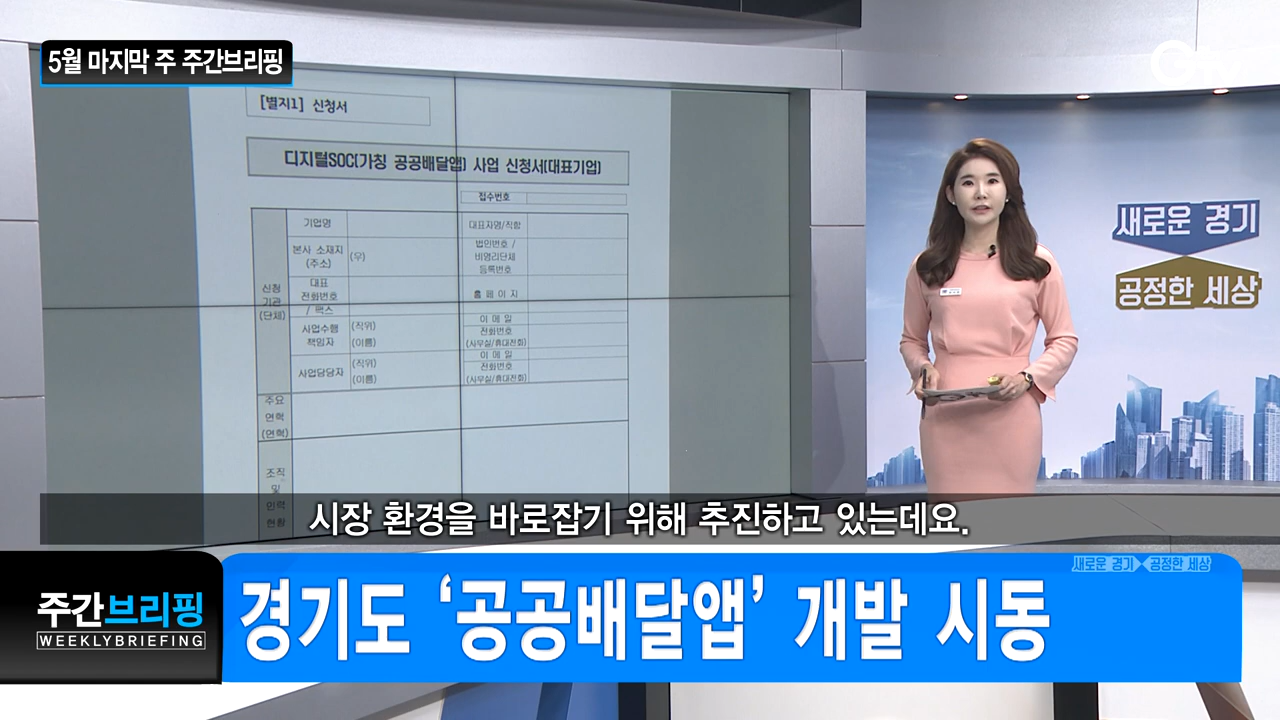 5월 마지막 주 주간브리핑
[별지1] 신청서
디지털SOC(가칭 공공배달앱) 사업 신청서(대표기업)
접수번호
신청
기관
(단체)
기업명
대표자명/직함
본사 소재지
(주소)
(우)
법인번호 /
비영리단체
등록번호
대표
전화번호
/ 팩스
홈 페 이 지
사업수행
책임자
(직위)
(이름)
이 메 일
전화번호
(사무실/휴대전화)
사업담당자
(직위)
(이름)
이 메 일
전화번호
(사무실/휴대전화)
주요
연혁
(연혁)
조직
및
인력
현황
새로운 경기
공정한 세상
시장 환경을 바로잡기 위해 추진하고 있는데요.
새로운 경기 공정한 세상
주간브리핑
WEEKLYBRIEFING
경기도 ‘공공배달앱’ 개발 시동